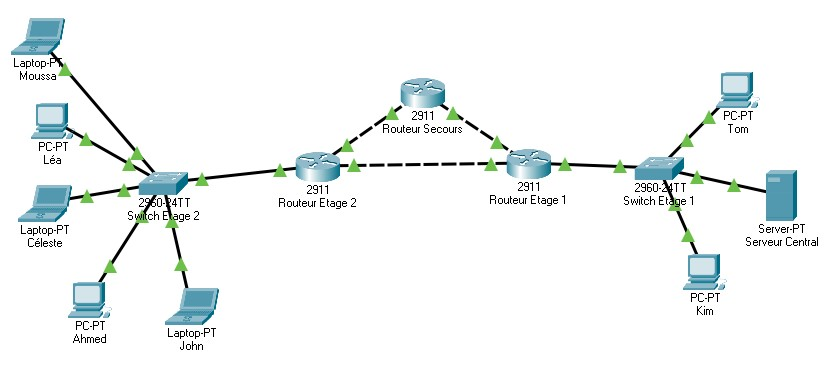 Laptop-PT
Moussa
PC-PT
Léa
Laptop-PT
Céleste
PC-PT
Ahmed
Laptop-PT
John
2960-24TT
Switch Etage 2
2911
Routeur Etage 2
2911
Routeur Secours
2911
Routeur Etage 1
2960-24TT
Switch Etage 1
PC-PT
Tom
Server-PT
Serveur Central
PC-PT
Kim